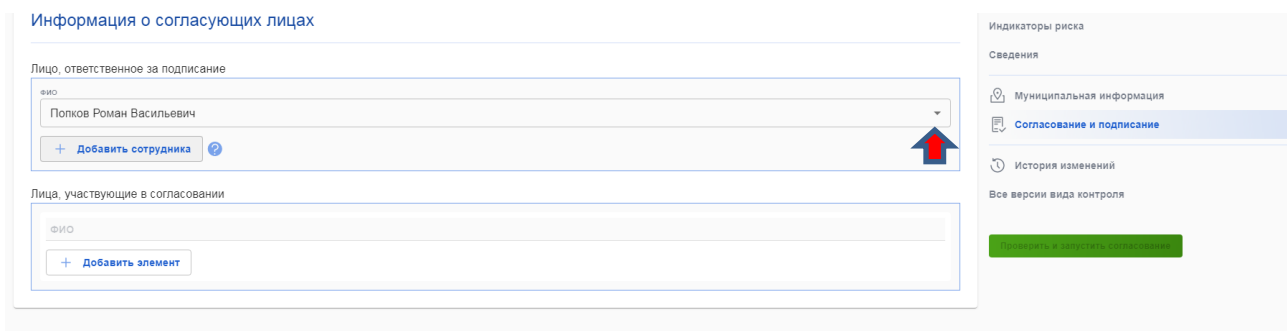 Информация о согласующих лицах
Лицо, ответственное за подписание
ФИО
Попков Роман Васильевич
+ Добавить сотрудника ?
Лица, участвующие в согласовании
ФИО
+ Добавить элемент
Индикаторы риска
Сведения
Муниципальная информация
Согласование и подписание
История изменений
Все версии вида контроля
Проверить и запустить согласование